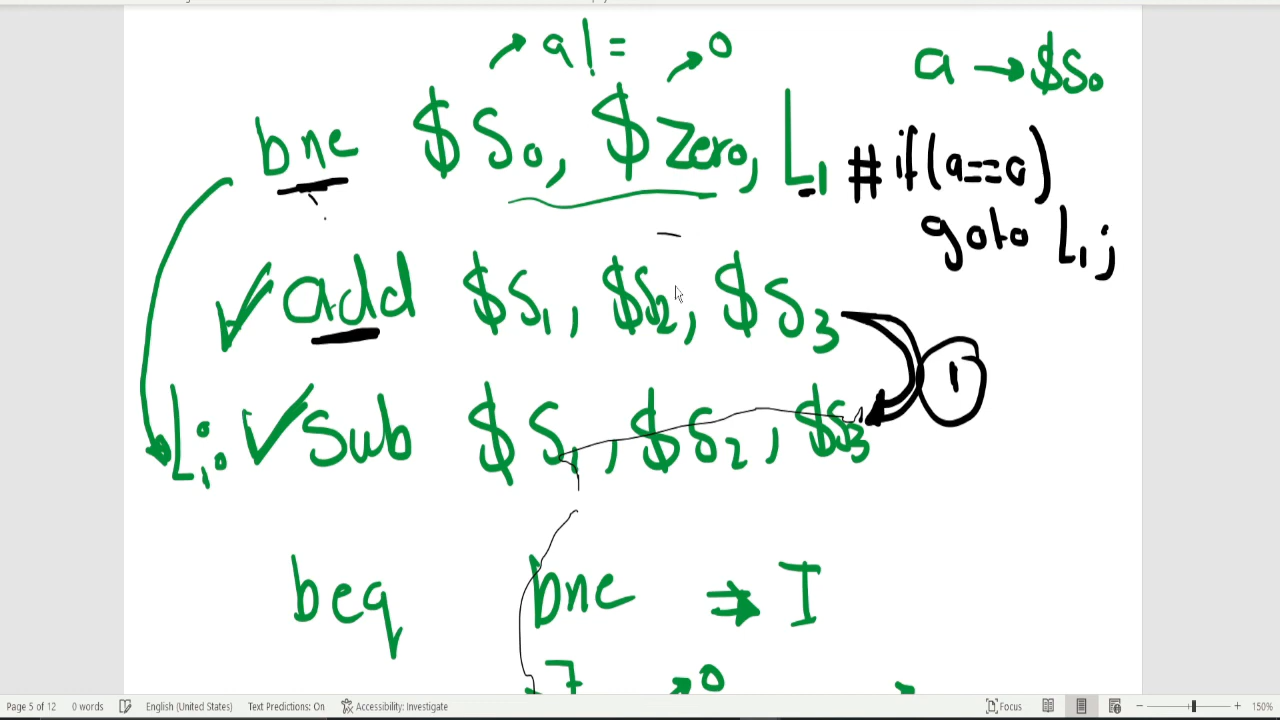 a != 0 a → $S0
bne $S0, $Zero, L1 # if(a==0)
goto L1;
add $S1, $S2, $S3
1
L1: Sub $S1, $S2, $S3
beq bne ⇒ I
7 0
Page 5 of 12 0 words English (United States) Text Predictions: On Accessibility: Investigate Focus 150%